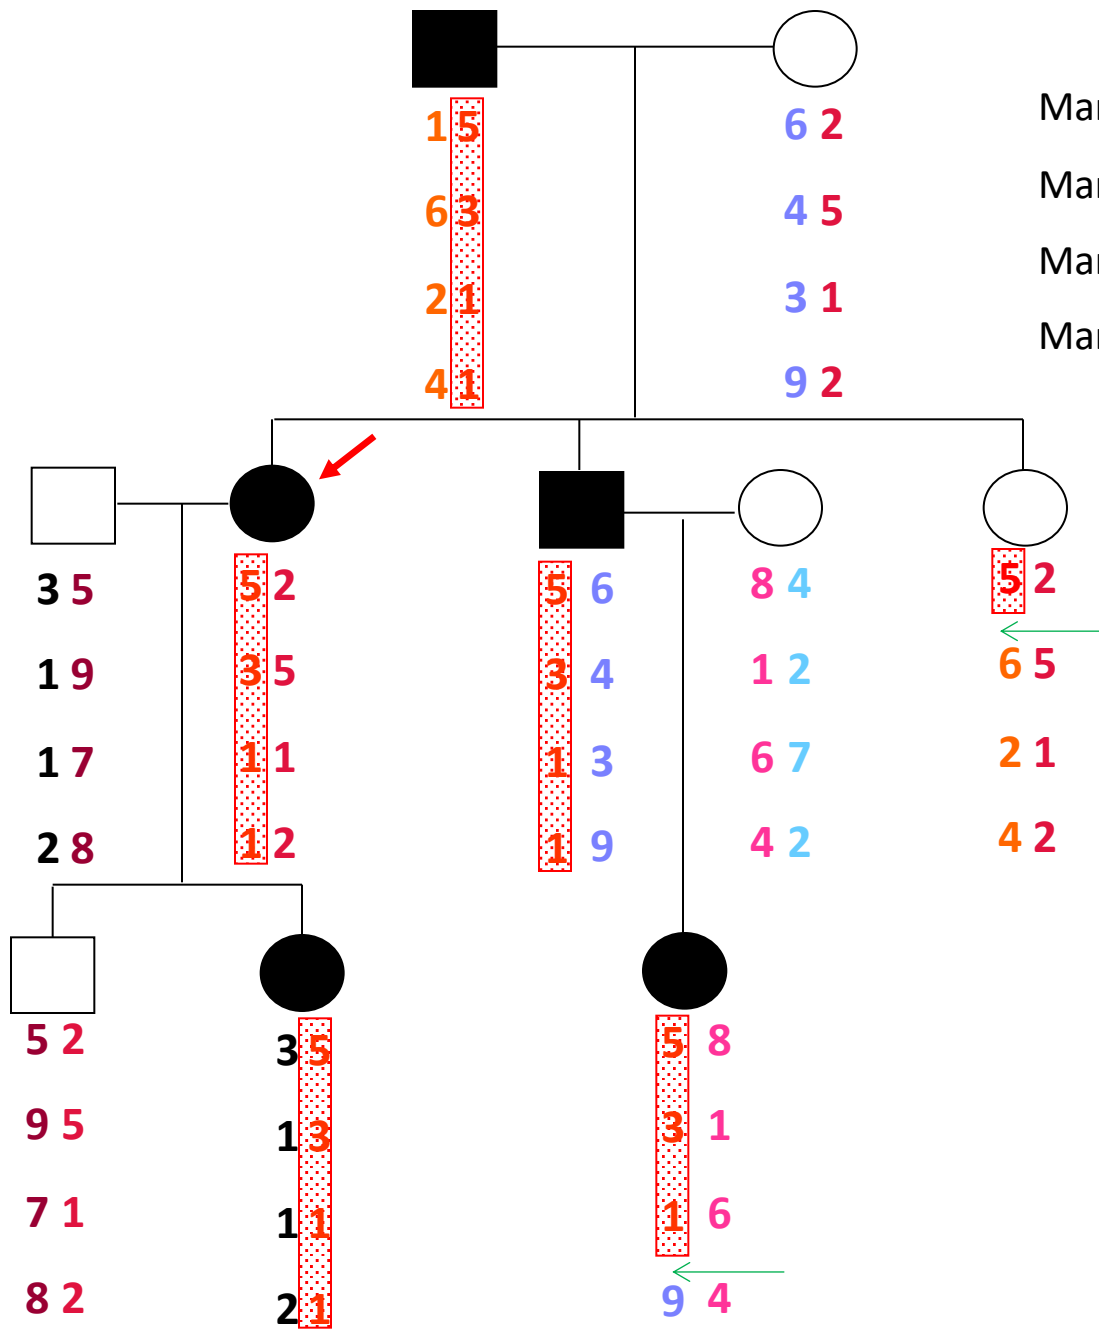 1 5 6 2 Mar
6 3 4 5 Mar
2 1 3 1 Mar
4 1 9 2 Mar
3 5 5 2 5 6 8 4 5 2
1 9 3 5 3 4 1 2 6 5
1 7 1 1 1 3 6 7 2 1
2 8 1 2 1 9 4 2 4 2
5 2 3 5 5 8
9 5 1 3 3 1
7 1 1 1 1 6
8 2 2 1 9 4